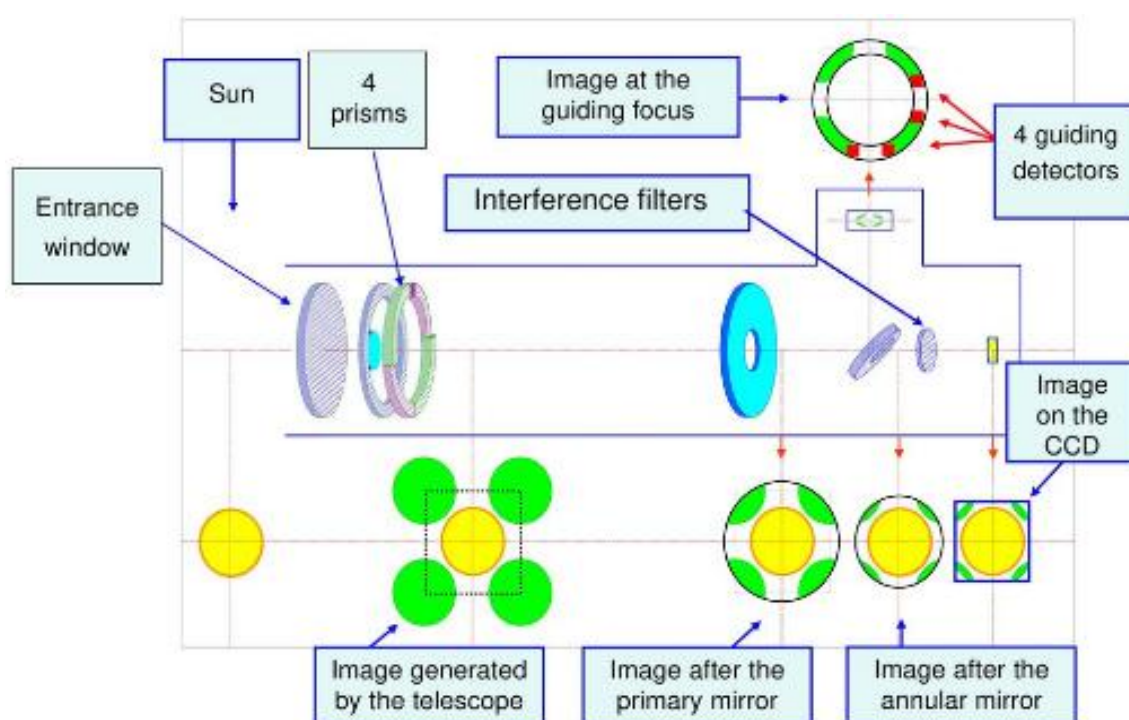 Sun
4
prisms
Image at the
guiding focus
4 guiding
detectors
Entrance
window
Interference filters
Image
on the
CCD
Image generated
by the telescope
Image after the
primary mirror
Image after the
annular mirror